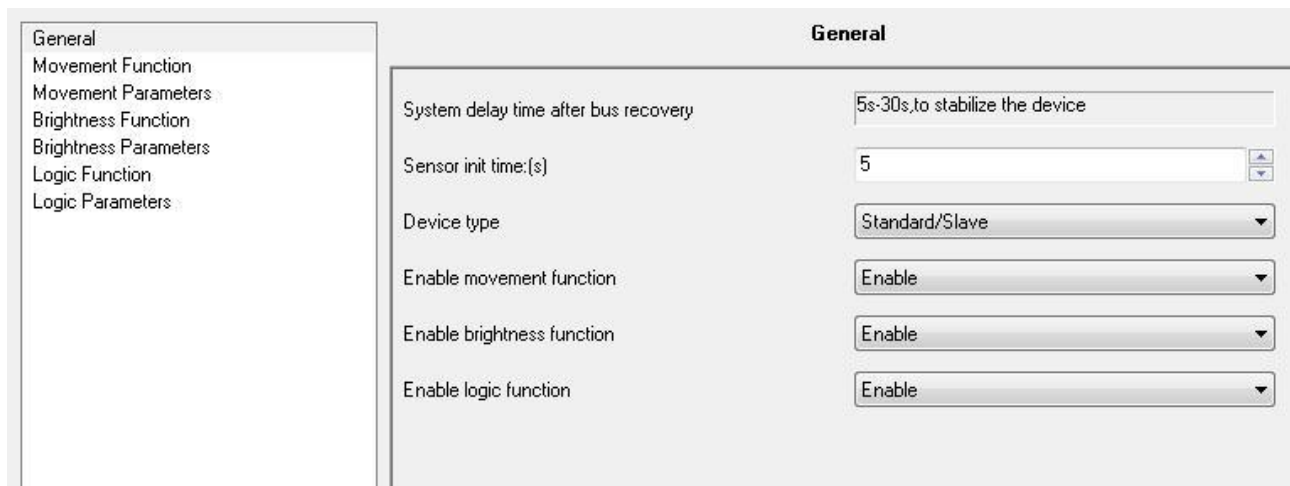 General
Movement Function
Movement Parameters
Brightness Function
Brightness Parameters
Logic Function
Logic Parameters
General
System delay time after bus recovery 5s-30s,to stabilize the device
Sensor init time:(s) 5
Device type Standard/Slave
Enable movement function Enable
Enable brightness function Enable
Enable logic function Enable